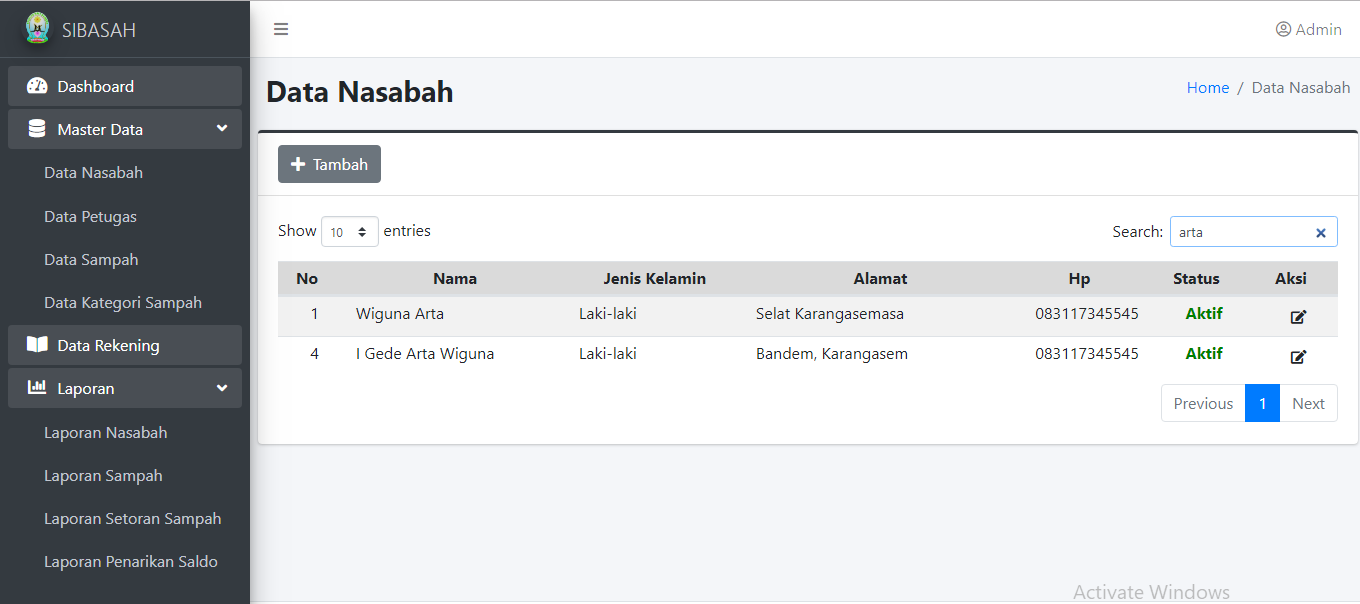 SIBASAH
Admin
Dashboard
Master Data
Data Nasabah
Data Petugas
Data Sampah
Data Kategori Sampah
Data Rekening
Laporan
Laporan Nasabah
Laporan Sampah
Laporan Setoran Sampah
Laporan Penarikan Saldo
Data Nasabah
Home / Data Nasabah
Tambah
Show 10 entries
Search: arta
No Nama Jenis Kelamin Alamat Hp Status Aksi
1 Wiguna Arta Laki-laki Selat Karangasemasa 083117345545 Aktif
4 I Gede Arta Wiguna Laki-laki Bandem, Karangasem 083117345545 Aktif
Previous 1 Next
Activate Windows